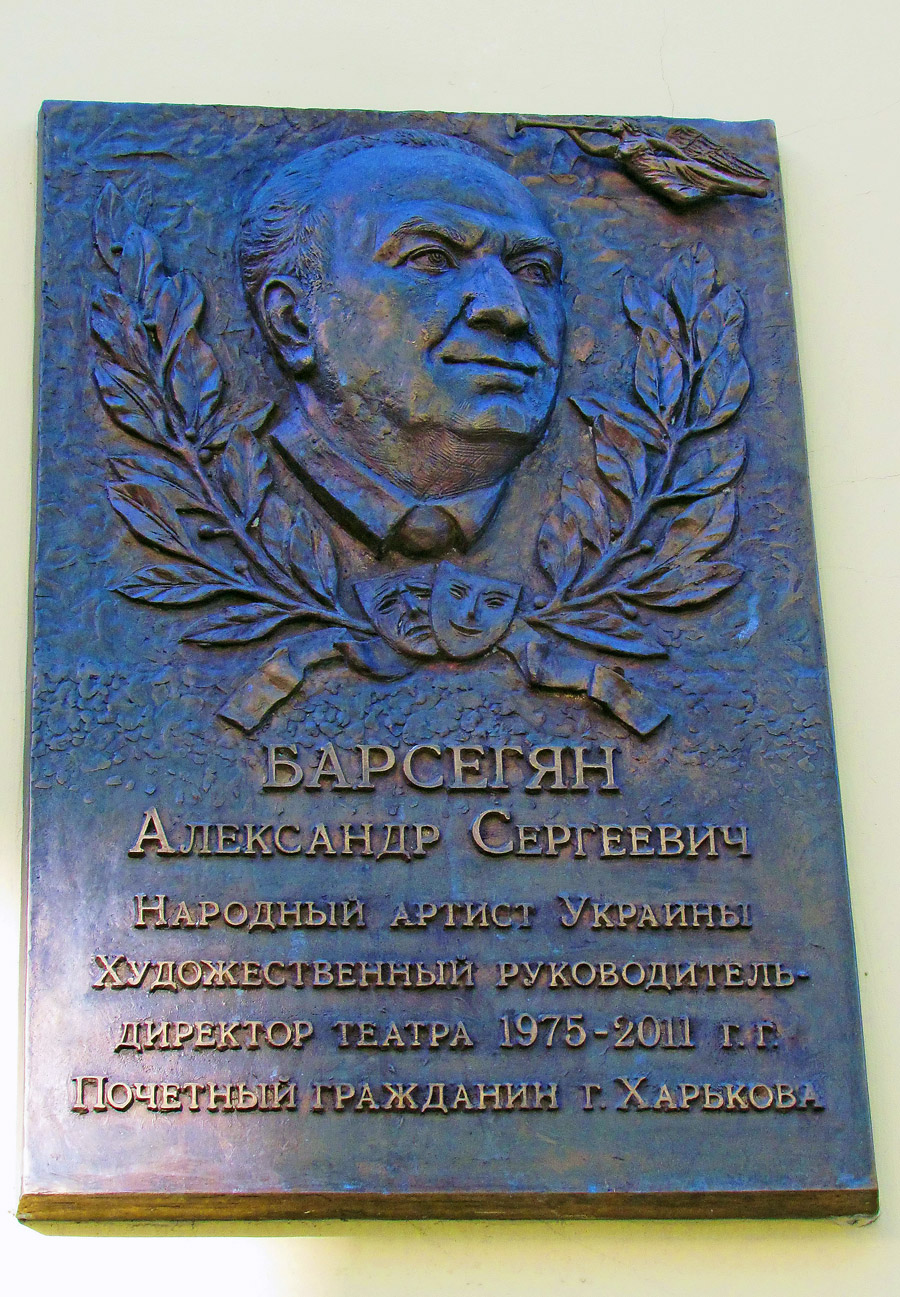 БАРСЕГЯН
АЛЕКСАНДР СЕРГЕЕВИЧ
НАРОДНЫЙ АРТИСТ УКРАИНЫ
ХУДОЖЕСТВЕННЫЙ РУКОВОДИТЕЛЬ-
ДИРЕКТОР ТЕАТРА 1975-2011 Г.Г.
ПОЧЕТНЫЙ ГРАЖДАНИН Г. ХАРЬКОВА